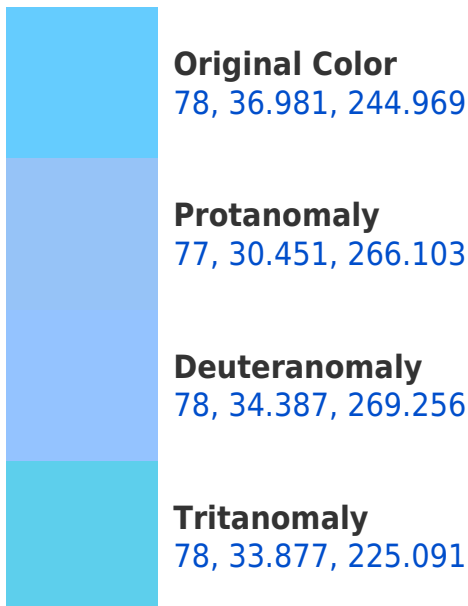 Original Color
78, 36.981, 244.969
Protanomaly
77, 30.451, 266.103
Deuteranomaly
78, 34.387, 269.256
Tritanomaly
78, 33.877, 225.091